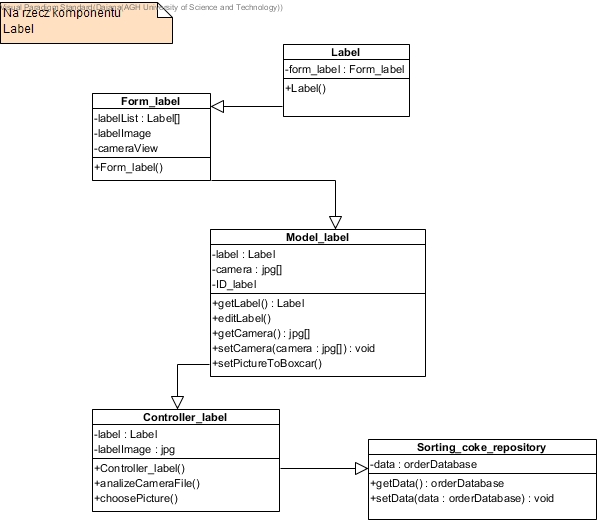 Visual Paradigm Standard(Dajana(AGH University of Science and Technology))
Na rzecz komponentu
Label
Label
-form_label : Form_label
+Label()
Form_label
-labelList : Label[]
-labelImage
-cameraView
+Form_label()
Model_label
-label : Label
-camera : jpg[]
-ID_label
+getLabel() : Label
+editLabel()
+getCamera() : jpg[]
+setCamera(camera : jpg[]) : void
+setPictureToBoxcar()
Controller_label
-label : Label
-labelImage : jpg
+Controller_label()
+analizeCameraFile()
+choosePicture()
Sorting_coke_repository
-data : orderDatabase
+getData() : orderDatabase
+setData(data : orderDatabase) : void